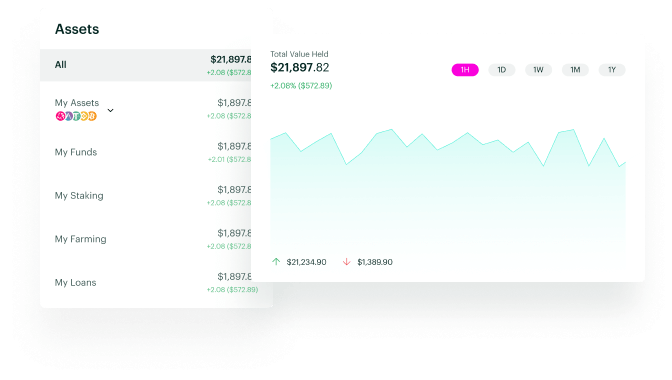 Assets
All
$21,897.8
+2.08 ($572.8
My Assets
$1,897.8
+2.08 ($572.8
My Funds
$1,897.8
+2.01 ($572.8
My Staking
$1,897.8
+2.08 ($572.8
My Farming
$1,897.8
+2.08 ($572.8
My Loans
$1,897.8
+2.08 ($572.89)
Total Value Held
$21,897.82
+2.08% ($572.89)
1H 1D 1W 1M 1Y
$21,234.90 $1,389.90